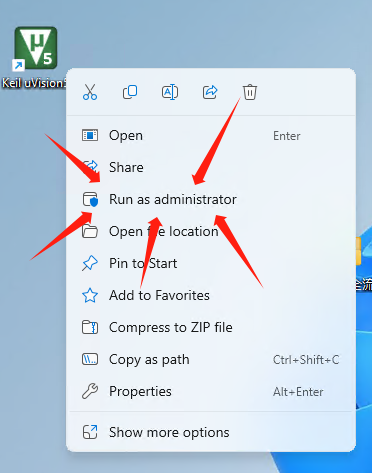 Keil uVision5
Open Enter
Share
Run as administrator
Open file location
Pin to Start
Add to Favorites
Compress to ZIP file
Copy as path Ctrl+Shift+C
Properties Alt+Enter
Show more options